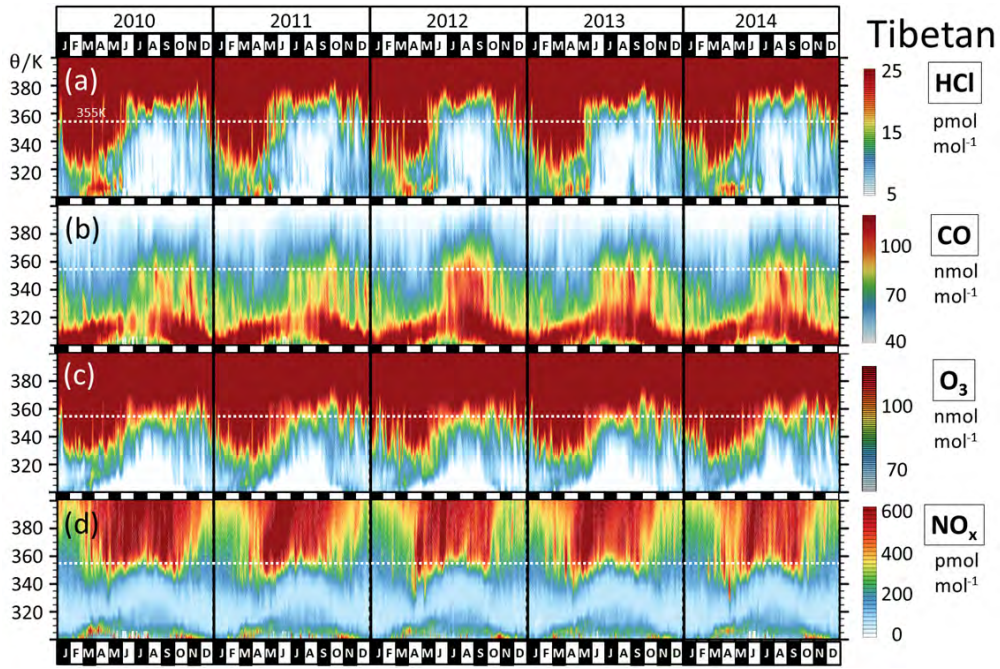 2010 2011 2012 2013 2014
J F M A M J J A S O N D J F M A M J J A S O N D J F M A M J J A S O N D J F M A M J J A S O N D J F M A M J J A S O N D
Tibetan
θ/K
(a)
380
360
340
320
355K
25
15
5
HCl
pmol
mol⁻¹
(b)
380
360
340
320
100
70
40
CO
nmol
mol⁻¹
(c)
380
360
340
320
100
70
O₃
nmol
mol⁻¹
(d)
380
360
340
320
600
400
200
0
NOₓ
pmol
mol⁻¹
J F M A M J J A S O N D J F M A M J J A S O N D J F M A M J J A S O N D J F M A M J J A S O N D J F M A M J J A S O N D